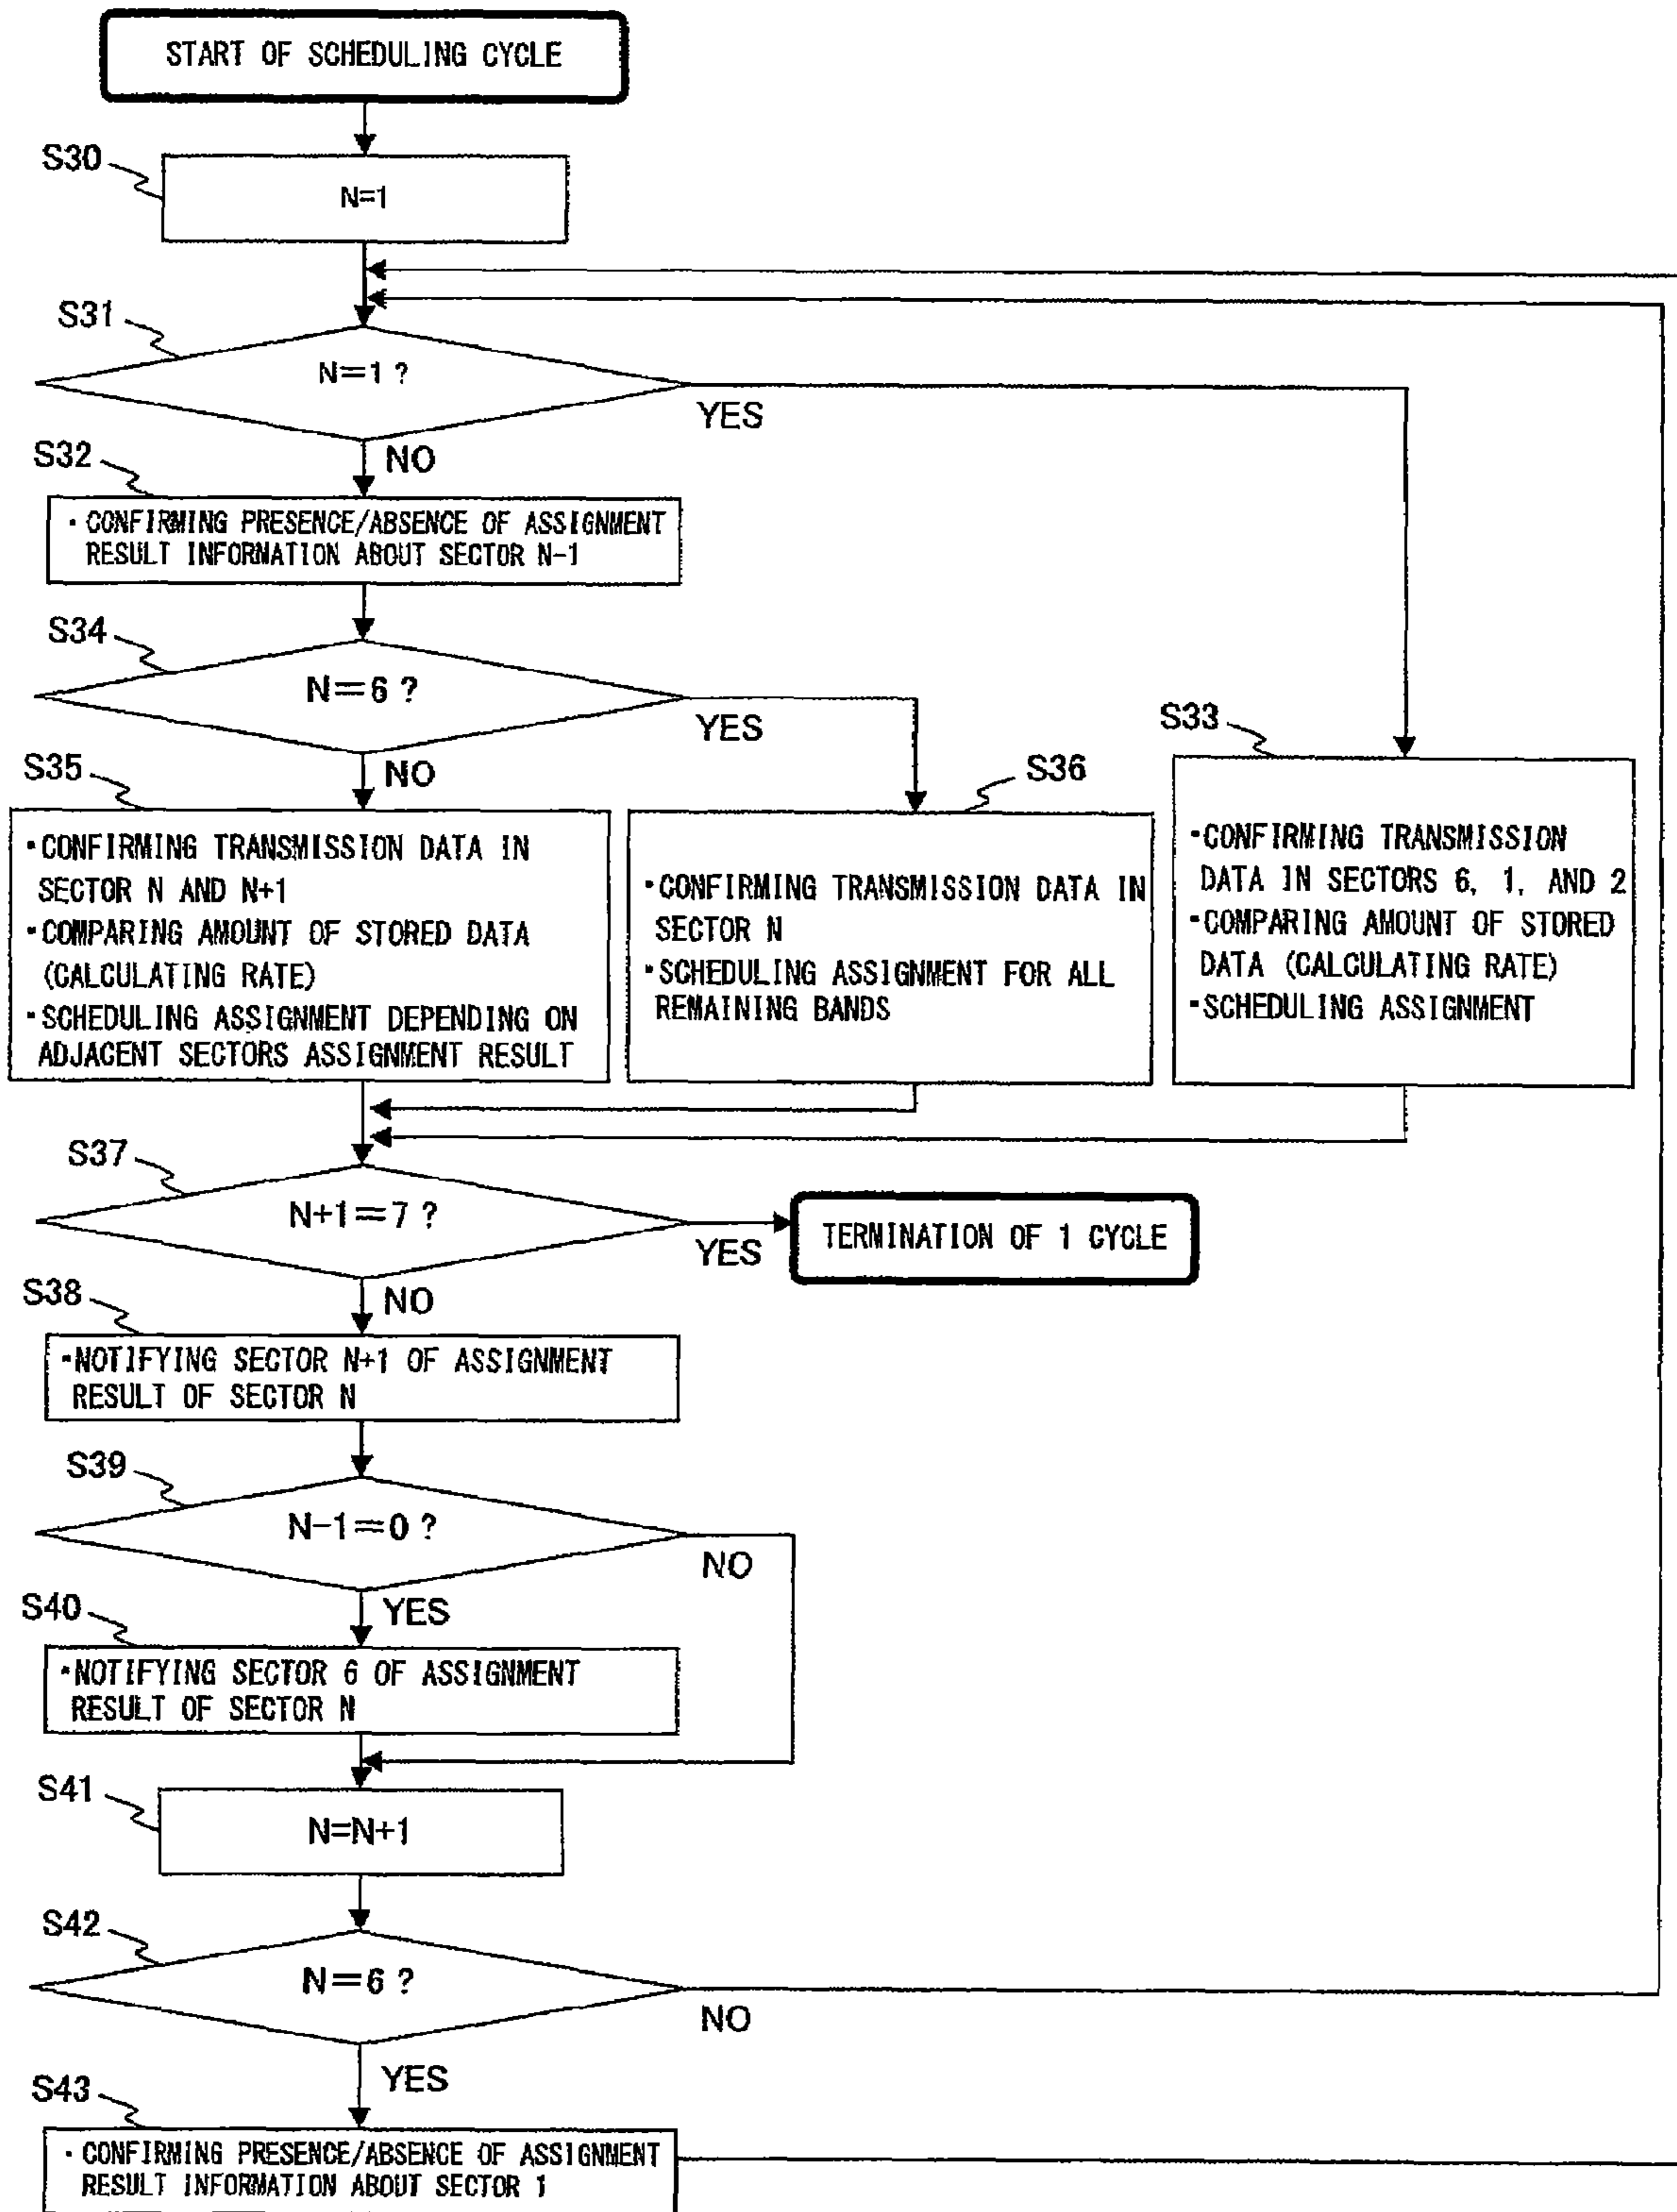 START OF SCHEDULING CYCLE
S30
N=1
S31
N=1 ?
YES
NO
S32
· CONFIRMING PRESENCE/ABSENCE OF ASSIGNMENT
RESULT INFORMATION ABOUT SECTOR N-1
S34
N=6 ?
YES
NO
S35
·CONFIRMING TRANSMISSION DATA IN
SECTOR N AND N+1
·COMPARING AMOUNT OF STORED DATA
(CALCULATING RATE)
·SCHEDULING ASSIGNMENT DEPENDING ON
ADJACENT SECTORS ASSIGNMENT RESULT
S36
·CONFIRMING TRANSMISSION DATA IN
SECTOR N
·SCHEDULING ASSIGNMENT FOR ALL
REMAINING BANDS
S33
·CONFIRMING TRANSMISSION
DATA IN SECTORS 6, 1, AND 2
·COMPARING AMOUNT OF STORED
DATA (CALCULATING RATE)
·SCHEDULING ASSIGNMENT
S37
N+1=7 ?
YES
TERMINATION OF 1 CYCLE
NO
S38
·NOTIFYING SECTOR N+1 OF ASSIGNMENT
RESULT OF SECTOR N
S39
N-1=0 ?
NO
YES
S40
·NOTIFYING SECTOR 6 OF ASSIGNMENT
RESULT OF SECTOR N
S41
N=N+1
S42
N=6 ?
NO
YES
S43
· CONFIRMING PRESENCE/ABSENCE OF ASSIGNMENT
RESULT INFORMATION ABOUT SECTOR 1